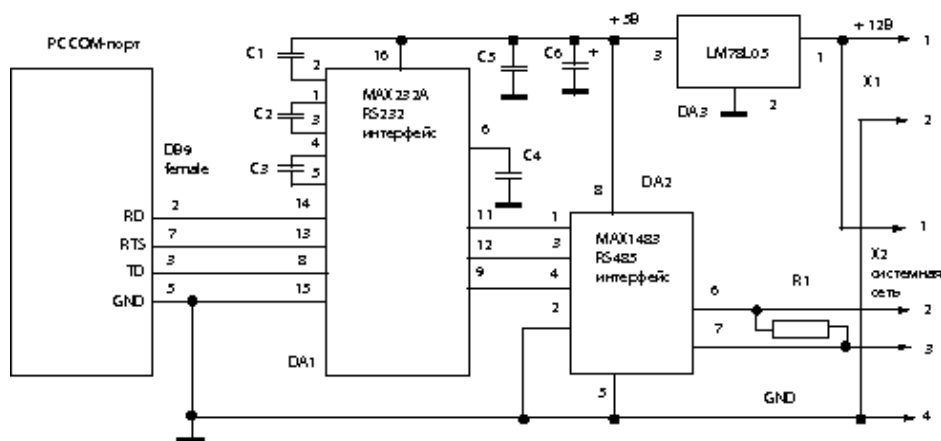 + 5В
+ 12В
РС СОМ-порт
C1
2
16
C5
C6
+
3
LM78L05
1
1
MAX232A
RS232
интерфейс
1
C2
3
2
X1
DA3
2
4
6
DB9
female
C3
5
C4
DA2
8
RD
2
14
11
1
1
RTS
7
13
12
3
MAX1483
RS485
интерфейс
X2
системная
сеть
TD
3
8
9
4
GND
5
15
2
6
R1
2
7
3
DA1
5
GND
4